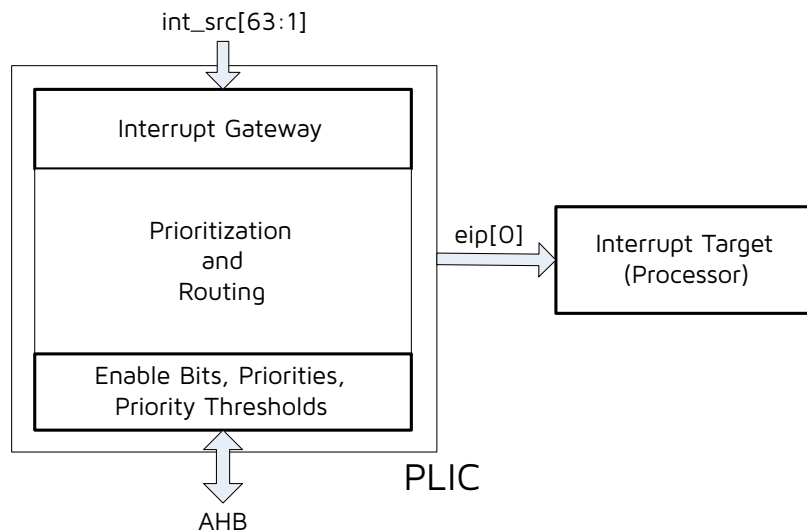 int_src[63:1]
Interrupt Gateway
Prioritization
and
Routing
eip[0]
Interrupt Target
(Processor)
Enable Bits, Priorities,
Priority Thresholds
PLIC
AHB